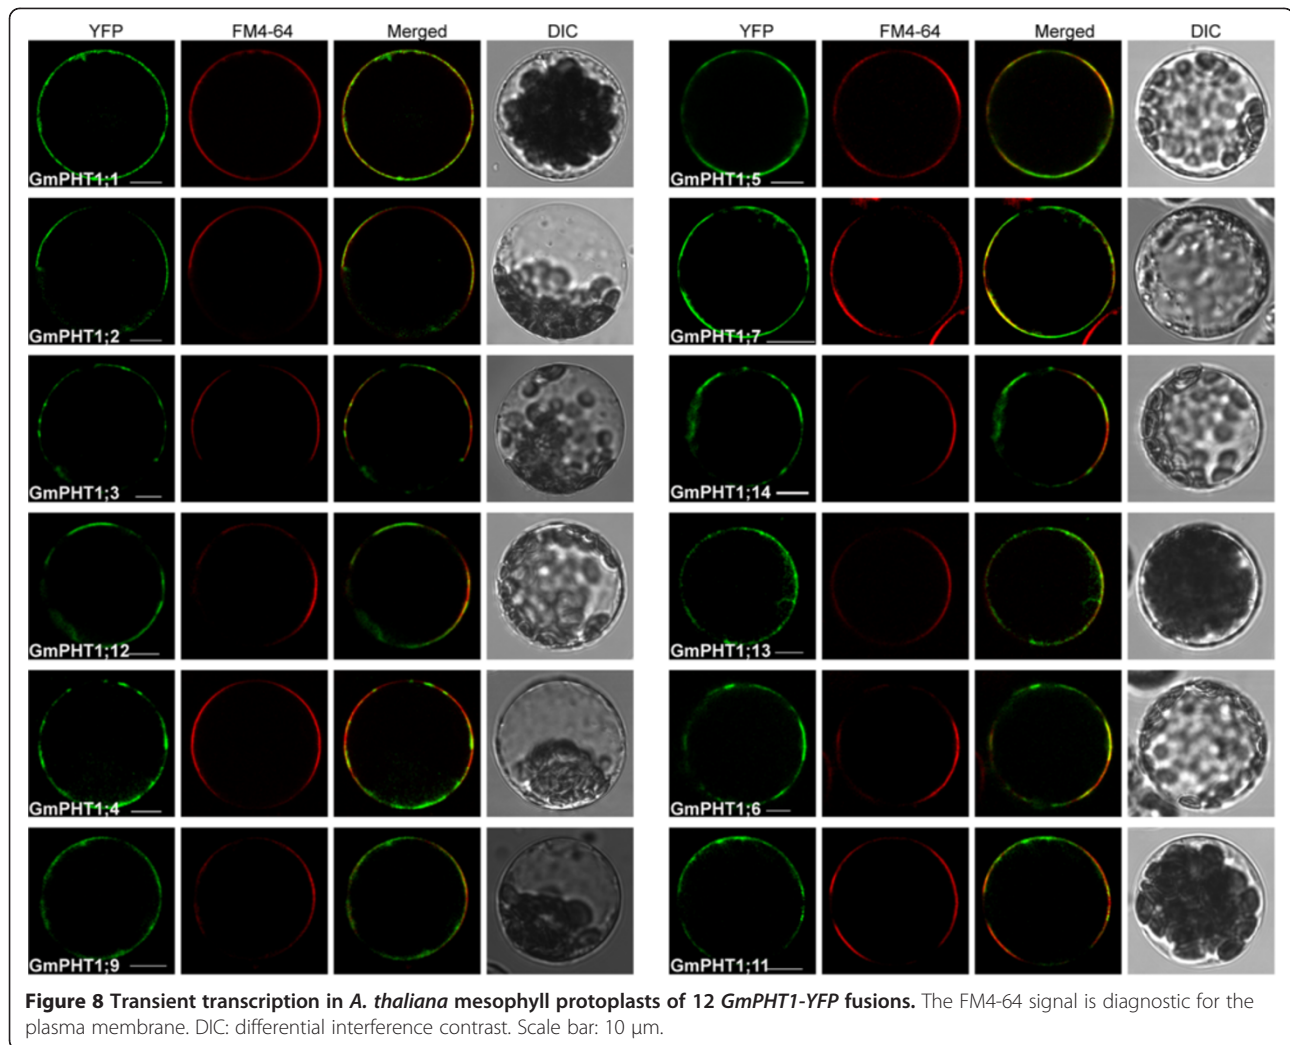 YFP FM4-64 Merged DIC YFP FM4-64 Merged DIC
GmPHT1;1 GmPHT1;5
GmPHT1;2 GmPHT1;7
GmPHT1;3 GmPHT1;14
GmPHT1;12 GmPHT1;13
GmPHT1;4 GmPHT1;6
GmPHT1;9 GmPHT1;11
Figure 8 Transient transcription in A. thaliana mesophyll protoplasts of 12 GmPHT1-YFP fusions. The FM4-64 signal is diagnostic for the
plasma membrane. DIC: differential interference contrast. Scale bar: 10 μm.